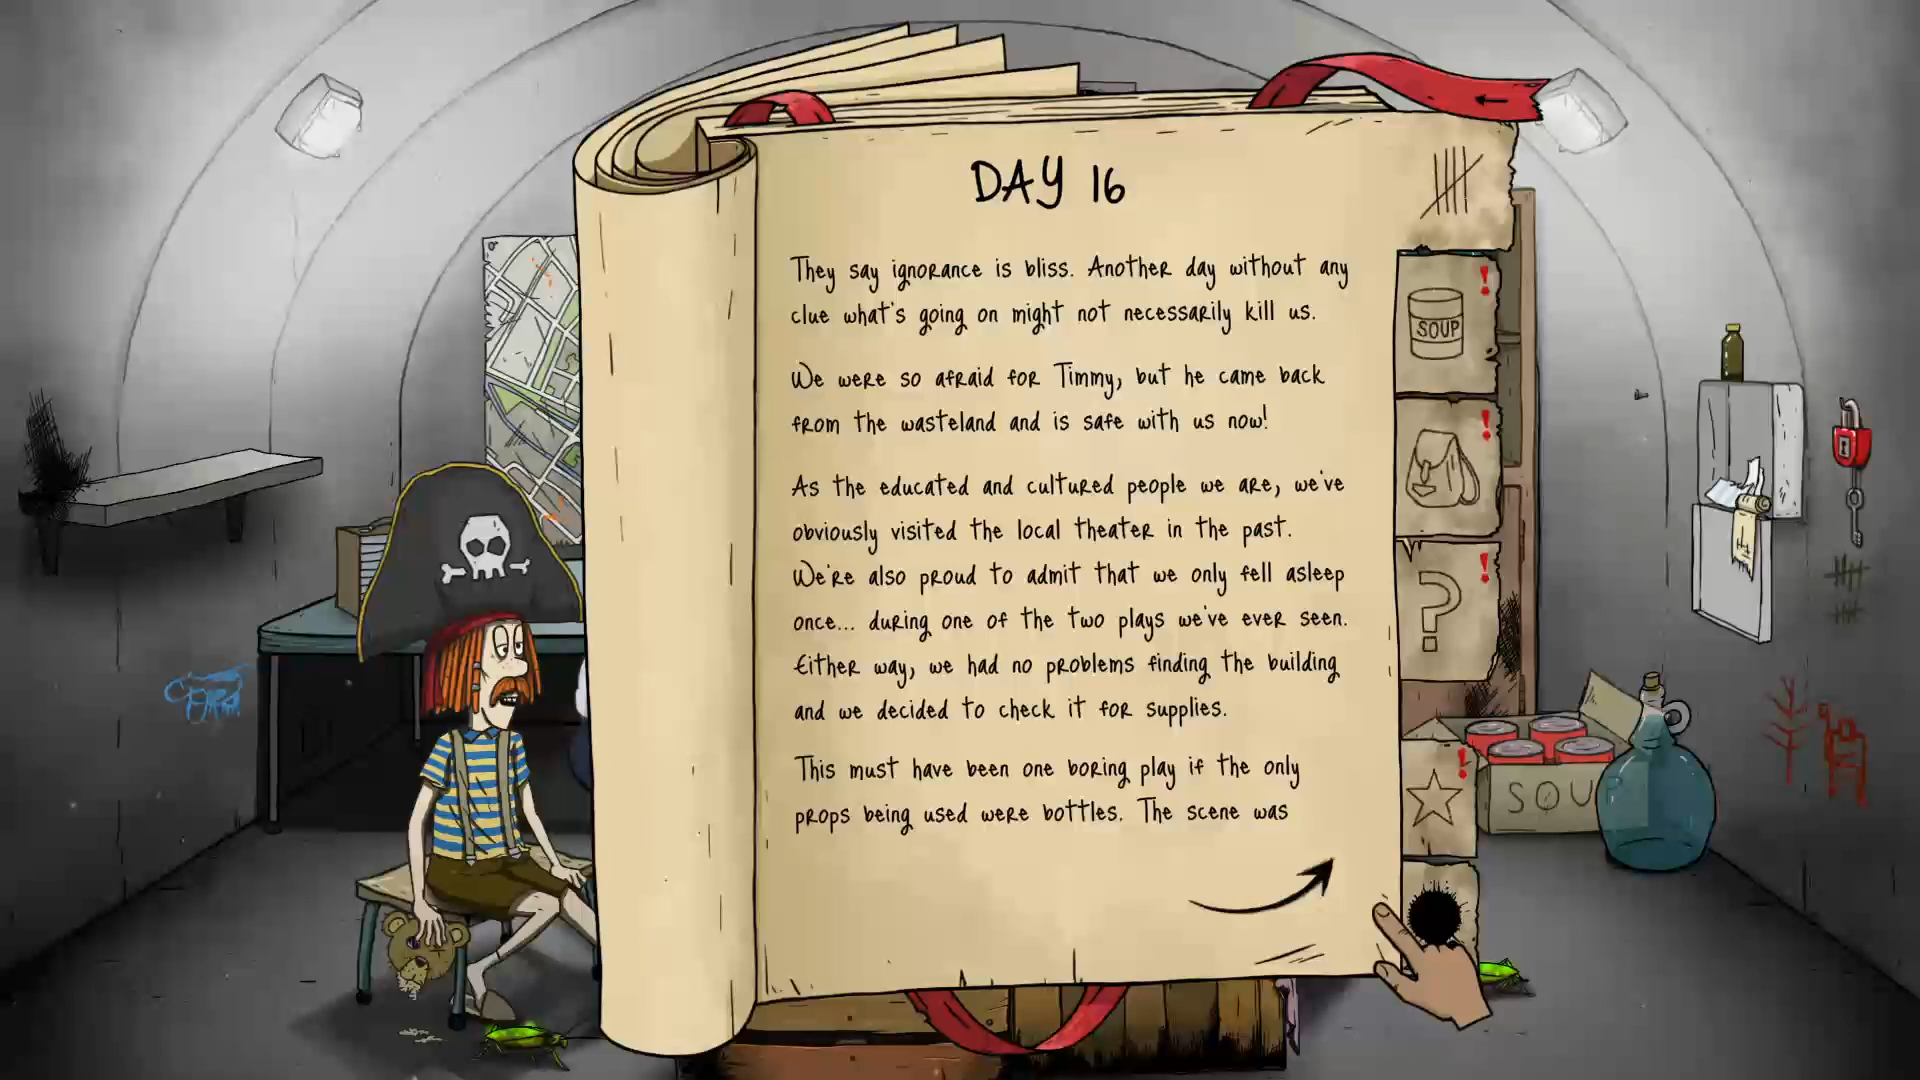 DAY 16
They say ignorance is bliss. Another day without any
clue what's going on might not necessarily kill us.
We were so afraid for Timmy, but he came back
from the wasteland and is safe with us now!
As the educated and cultured people we are, we've
obviously visited the local theater in the past.
We're also proud to admit that we only fell asleep
once... during one of the two plays we've ever seen.
Either way, we had no problems finding the building
and we decided to check it for supplies.
This must have been one boring play if the only
props being used were bottles. The scene was
!
SOUP
!
!
?
!
SOUP